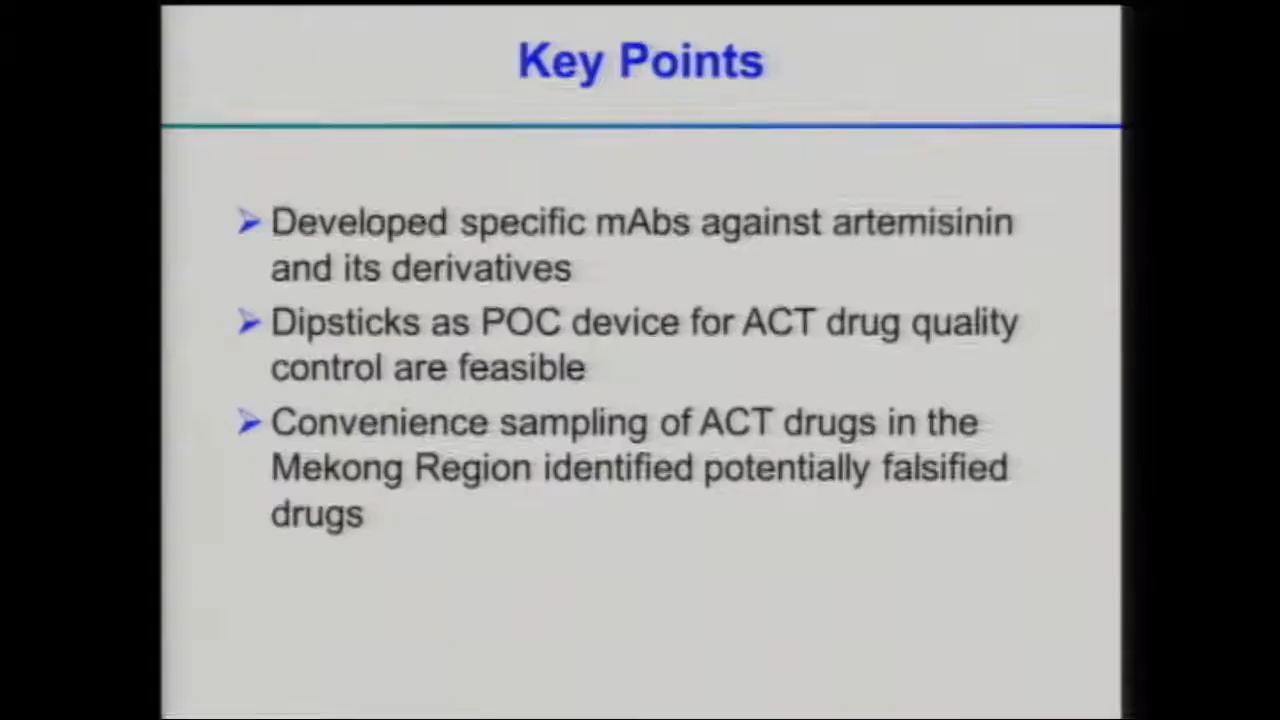 Key Points
Developed specific mAbs against artemisinin
and its derivatives
Dipsticks as POC device for ACT drug quality
control are feasible
Convenience sampling of ACT drugs in the
Mekong Region identified potentially falsified
drugs